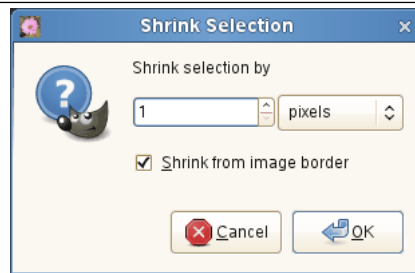 Shrink Selection
Shrink selection by
1 pixels
Shrink from image border
Cancel OK